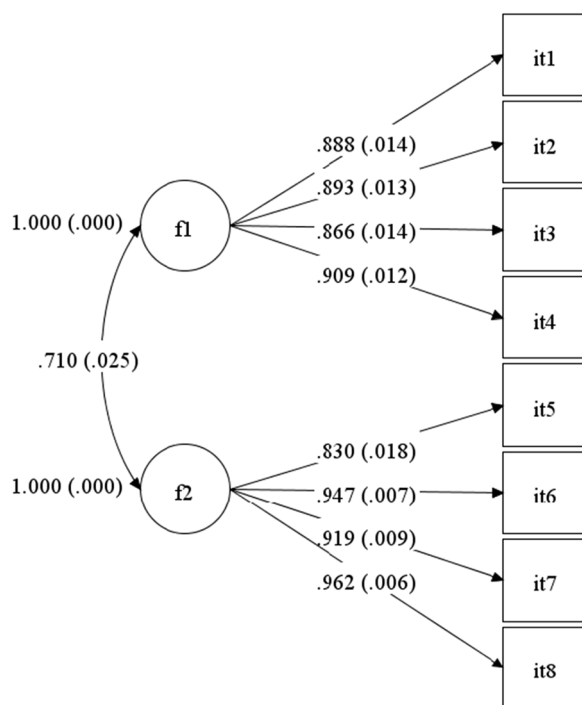 it1
.888 (.014)
it2
.893 (.013)
1.000 (.000)
f1
.866 (.014)
it3
.909 (.012)
it4
.710 (.025)
it5
.830 (.018)
1.000 (.000)
f2
.947 (.007)
it6
.919 (.009)
it7
.962 (.006)
it8